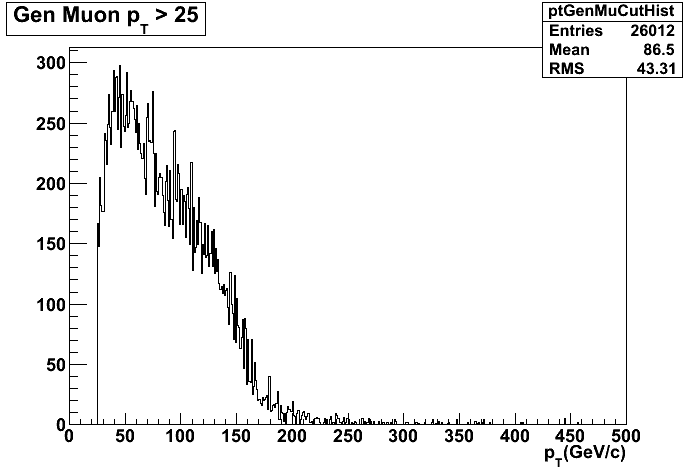 Gen Muon p_T > 25
ptGenMuCutHist
Entries 26012
Mean 86.5
RMS 43.31
300
250
200
150
100
50
0
0 50 100 150 200 250 300 350 400 450 500
p_T(GeV/c)